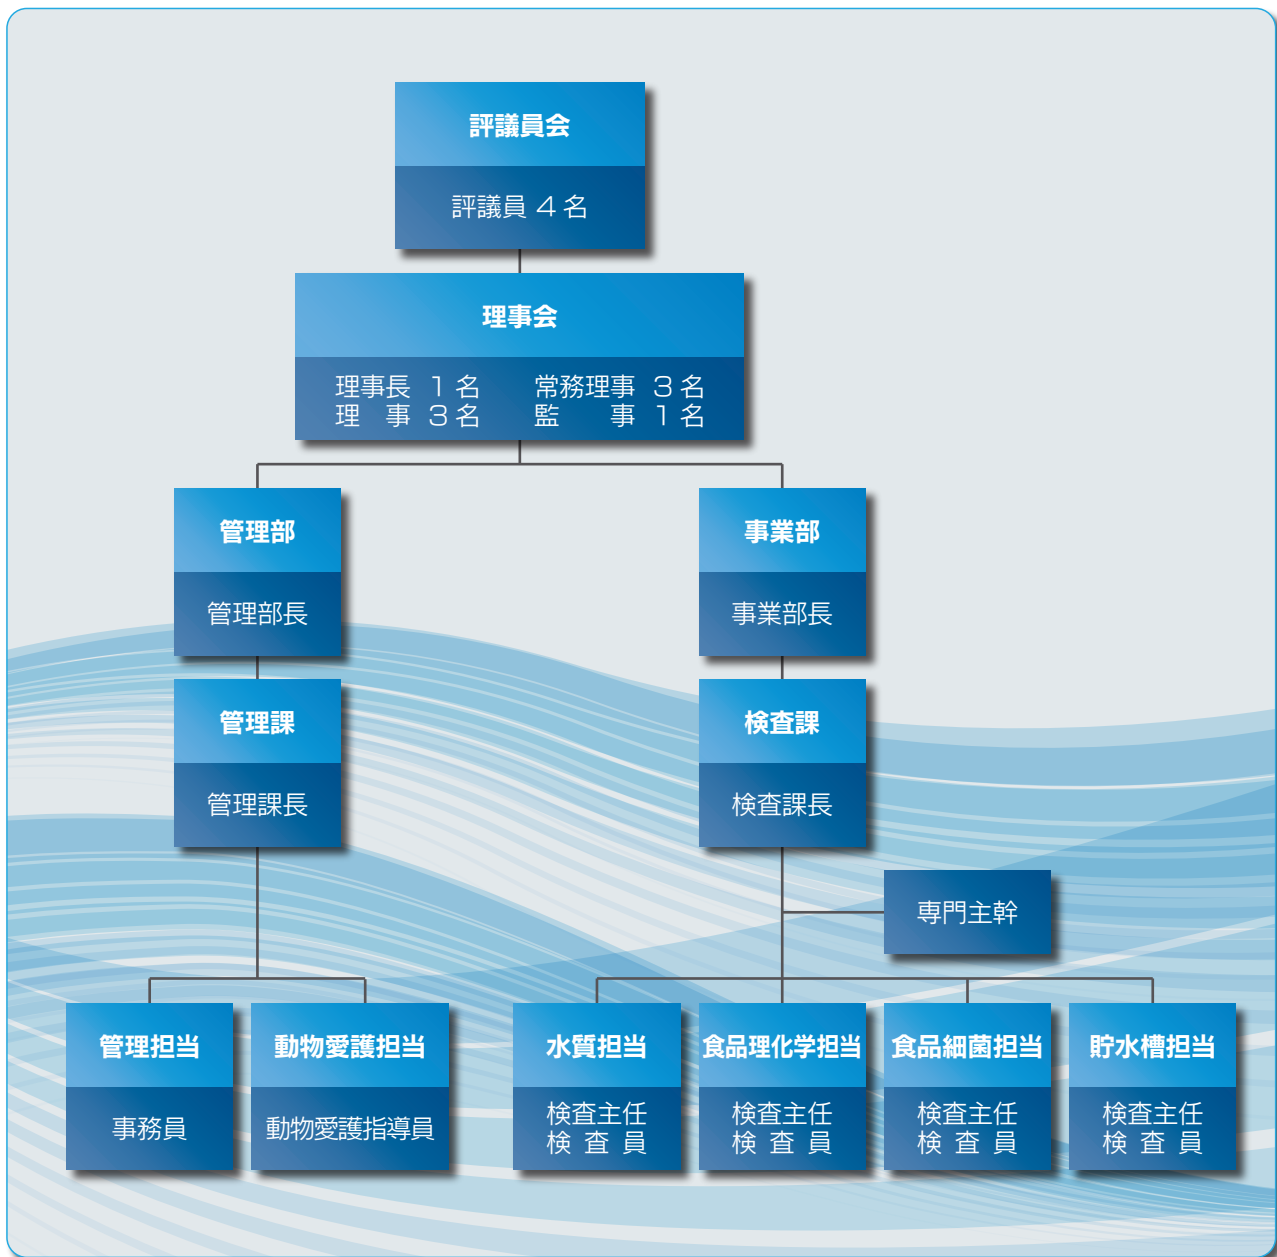 評議員会
評議員 4 名
理事会
理事長 1 名 常務理事 3 名
理 事 3 名 監 事 1 名
管理部
管理部長
事業部
事業部長
管理課
管理課長
検査課
検査課長
専門主幹
管理担当
事務員
動物愛護担当
動物愛護指導員
水質担当
検査主任
検 査 員
食品理化学担当
検査主任
検 査 員
食品細菌担当
検査主任
検 査 員
貯水槽担当
検査主任
検 査 員